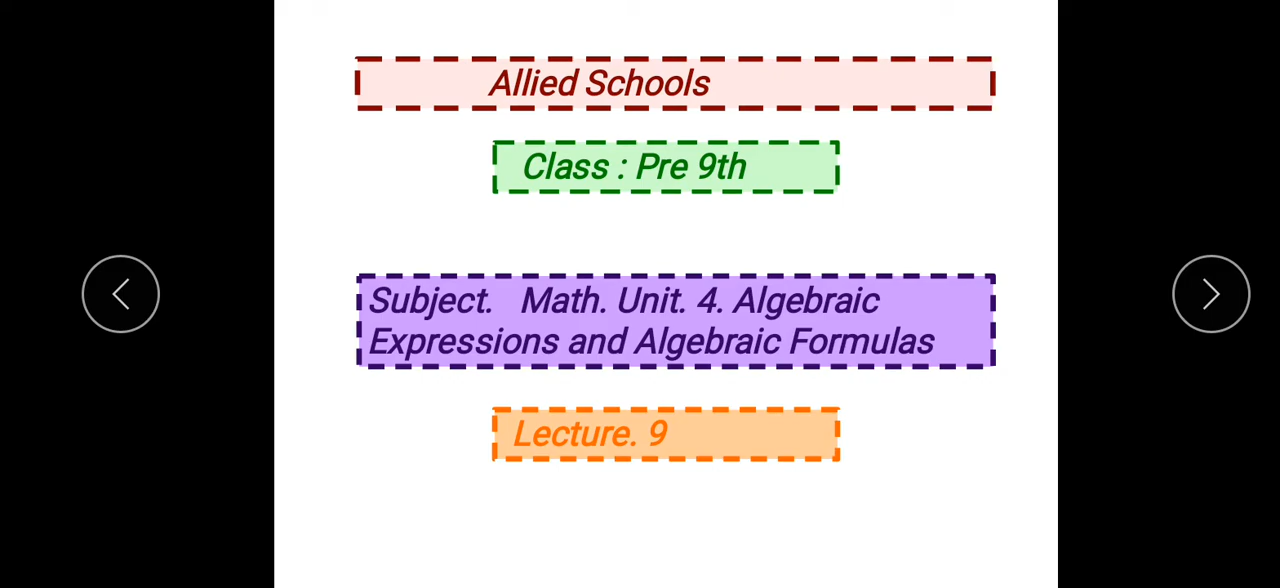 Allied Schools
Class : Pre 9th
Subject. Math. Unit. 4. Algebraic
Expressions and Algebraic Formulas
Lecture. 9